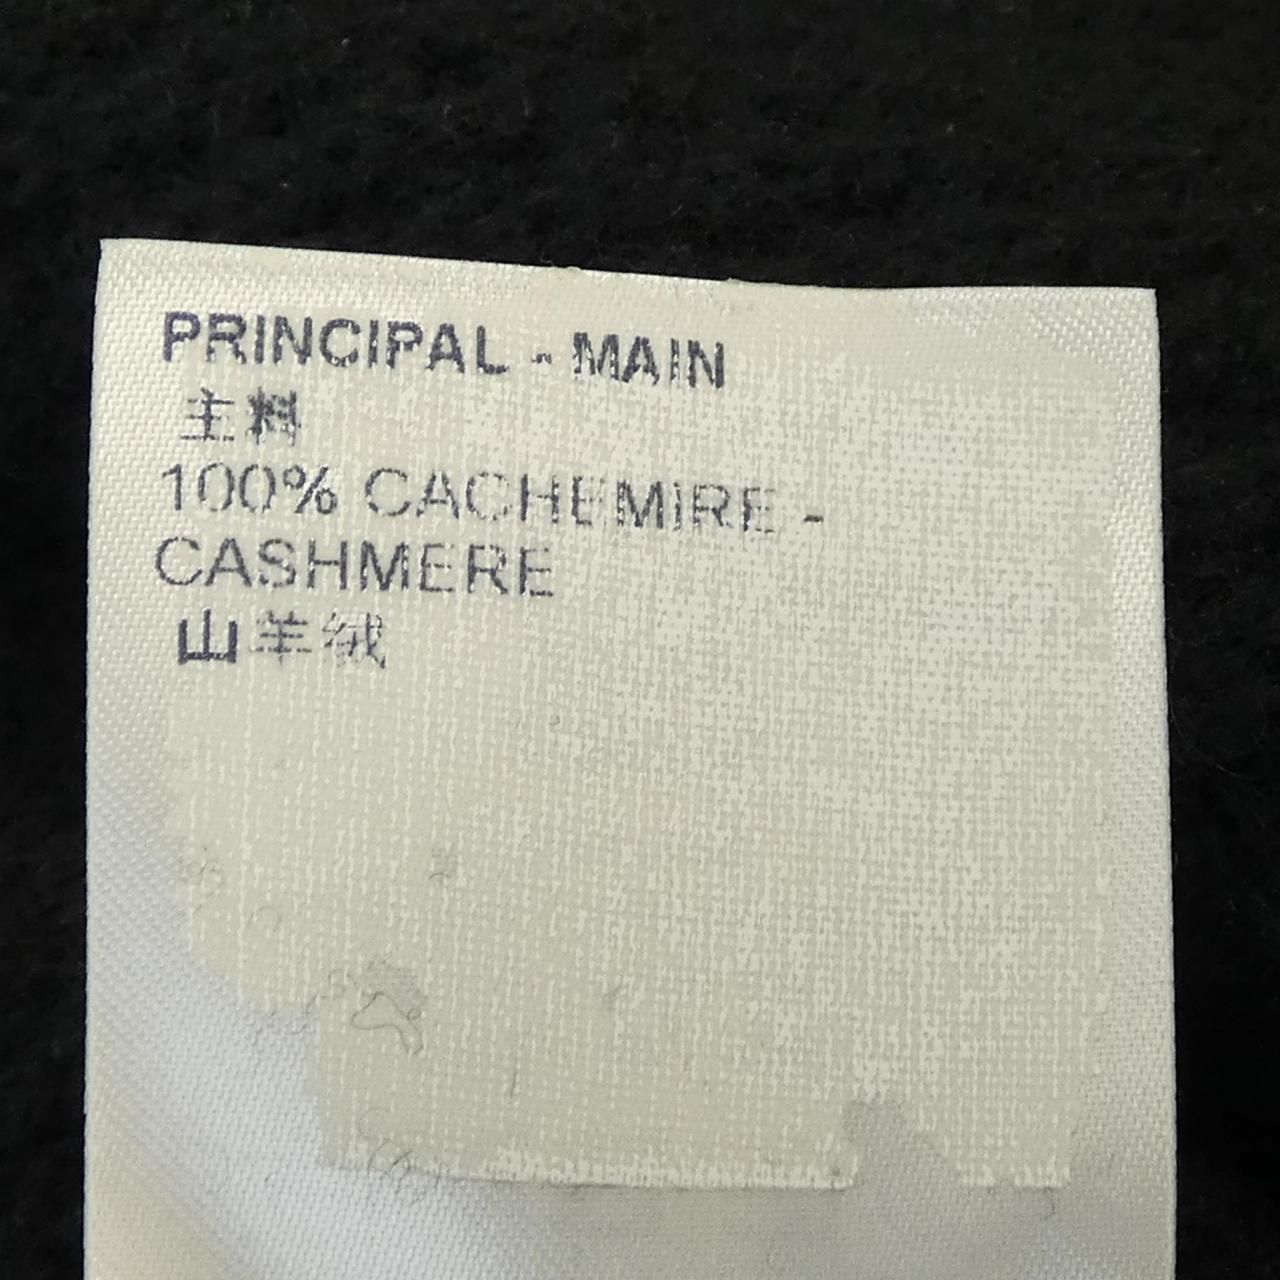 PRINCIPAL - MAIN
主料
100% CACHEMIRE -
CASHMERE
山羊绒